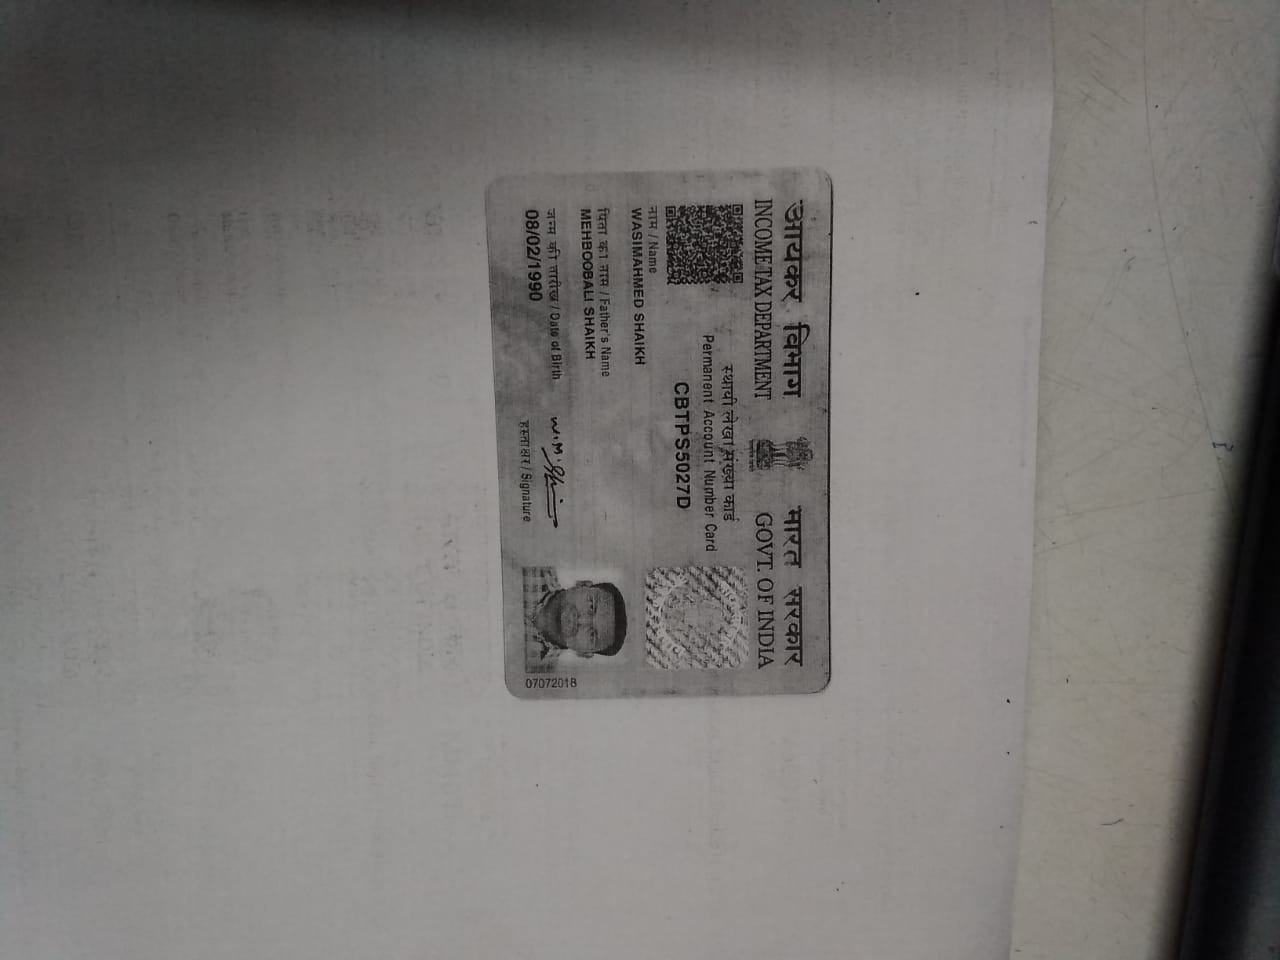 आयकर विभाग भारत सरकार
INCOME TAX DEPARTMENT GOVT. OF INDIA
स्थायी लेखा संख्या कार्ड
Permanent Account Number Card
CBTPS5027D
नाम / Name
WASIMAHMED SHAIKH
पिता का नाम / Father's Name
MEHBOOBALI SHAIKH
जन्म की तारीख / Date of Birth
08/02/1990
हस्ताक्षर / Signature
07072018